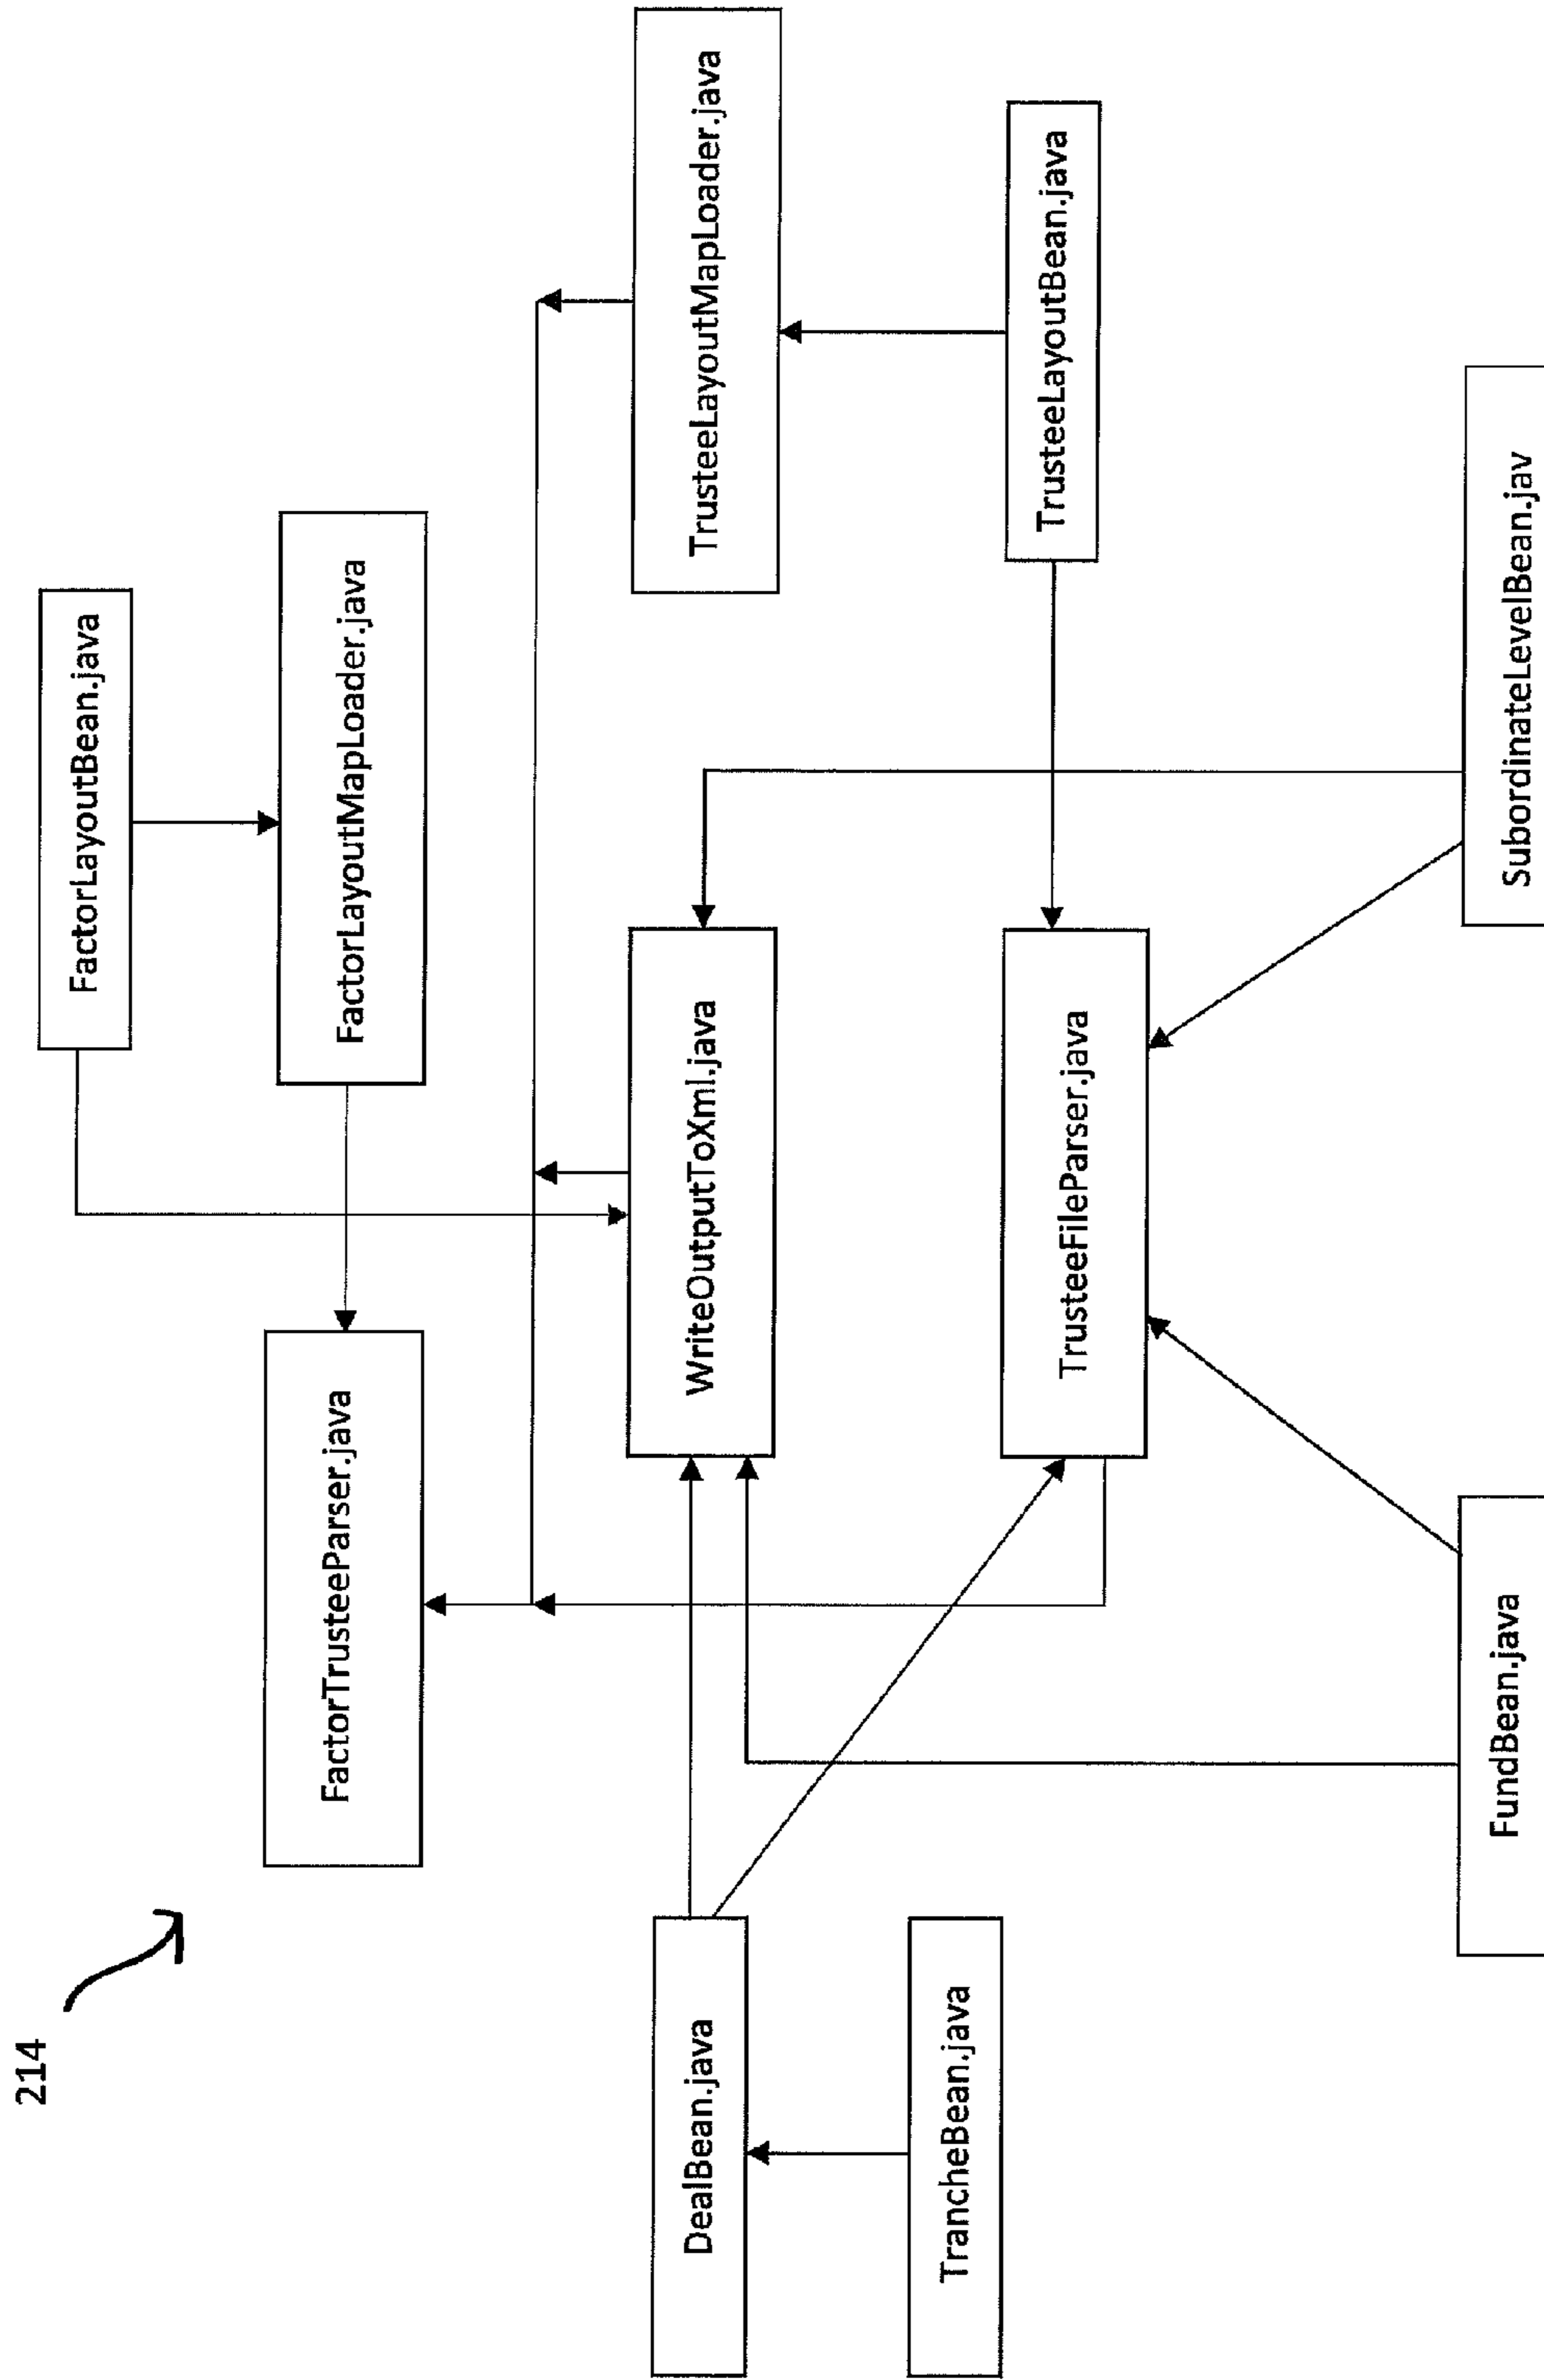 214
FactorLayoutBean.java
FactorTrusteeParser.java
FactorLayoutMapLoader.java
DealBean.java
WriteOutputToXml.java
TrusteeLayoutMapLoader.java
TrancheBean.java
TrusteeFileParser.java
TrusteeLayoutBean.java
FundBean.java
SubordinateLevelBean.jav